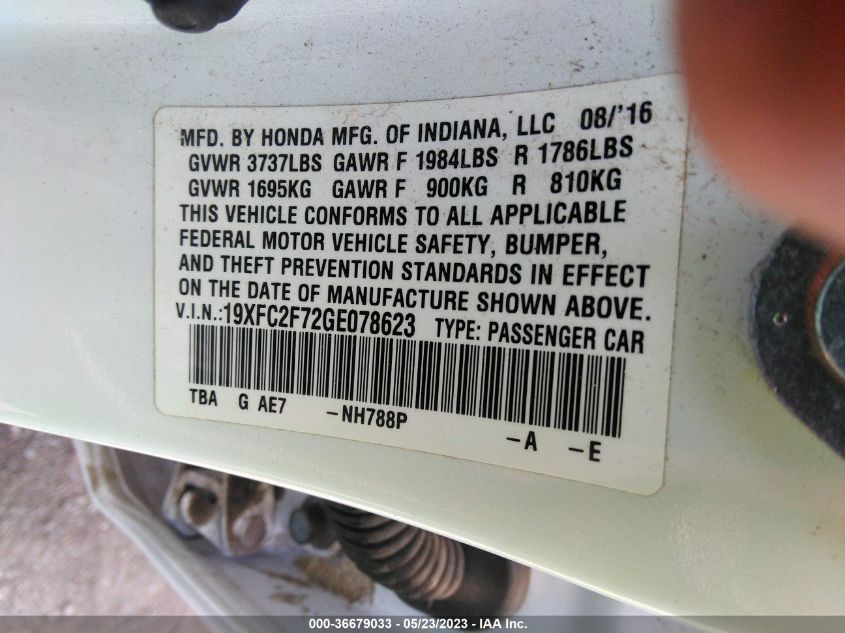 MFD. BY HONDA MFG. OF INDIANA, LLC 08/'16
GVWR 3737LBS GAWR F 1984LBS R 1786LBS
GVWR 1695KG GAWR F 900KG R 810KG
THIS VEHICLE CONFORMS TO ALL APPLICABLE
FEDERAL MOTOR VEHICLE SAFETY, BUMPER,
AND THEFT PREVENTION STANDARDS IN EFFECT
ON THE DATE OF MANUFACTURE SHOWN ABOVE.
V.I.N.:19XFC2F72GE078623 TYPE: PASSENGER CAR
TBA G AE7 -NH788P -A -E
000-36679033 - 05/23/2023 - IAA Inc.